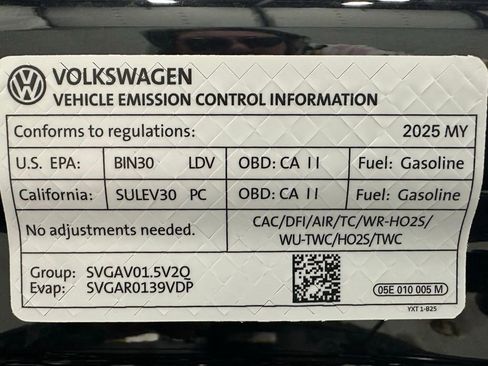 VOLKSWAGEN
VEHICLE EMISSION CONTROL INFORMATION
Conforms to regulations: 2025 MY
U.S. EPA: BIN30 LDV OBD: CA II Fuel: Gasoline
California: SULEV30 PC OBD: CA II Fuel: Gasoline
No adjustments needed. CAC/DFI/AIR/TC/WR-HO2S/
WU-TWC/HO2S/TWC
Group: SVGAV01.5V2Q
Evap: SVGAR0139VDP
05E 010 005 M
YXT 1-B25